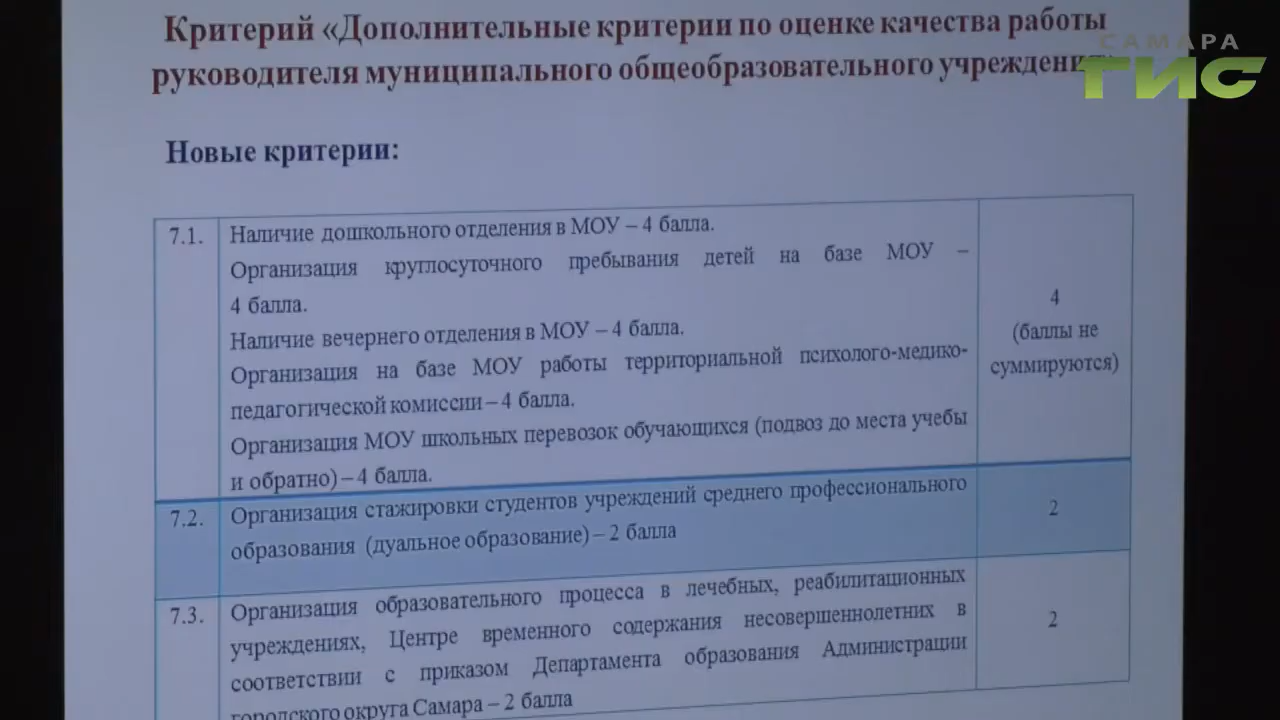 Критерий «Дополнительные критерии по оценке качества работы
руководителя муниципального общеобразовательного учреждения»
САМАРА
ГИС
Новые критерии:
7.1.
Наличие дошкольного отделения в МОУ – 4 балла.
Организация круглосуточного пребывания детей на базе МОУ –
4 балла.
Наличие вечернего отделения в МОУ – 4 балла.
Организация на базе МОУ работы территориальной психолого-медико-
педагогической комиссии – 4 балла.
Организация МОУ школьных перевозок обучающихся (подвоз до места учебы
и обратно) – 4 балла.
4
(баллы не
суммируются)
7.2.
Организация стажировки студентов учреждений среднего профессионального
образования (дуальное образование) – 2 балла
2
7.3.
Организация образовательного процесса в лечебных, реабилитационных
учреждениях, Центре временного содержания несовершеннолетних в
соответствии с приказом Департамента образования Администрации
городского округа Самара – 2 балла
2